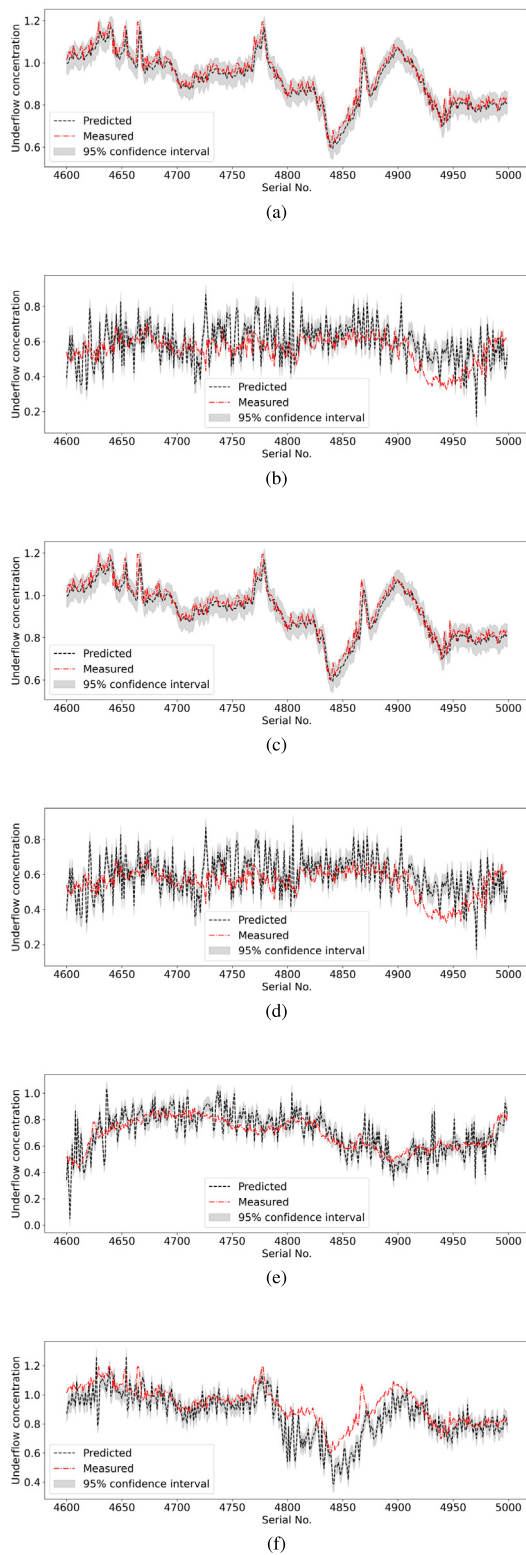 1.2
1.0
0.8
0.6
Underflow concentration
Predicted
Measured
95% confidence interval
4600 4650 4700 4750 4800 4850 4900 4950 5000
Serial No.
(a)
0.8
0.6
0.4
0.2
Underflow concentration
Predicted
Measured
95% confidence interval
4600 4650 4700 4750 4800 4850 4900 4950 5000
Serial No.
(b)
1.2
1.0
0.8
0.6
Underflow concentration
Predicted
Measured
95% confidence interval
4600 4650 4700 4750 4800 4850 4900 4950 5000
Serial No.
(c)
0.8
0.6
0.4
0.2
Underflow concentration
Predicted
Measured
95% confidence interval
4600 4650 4700 4750 4800 4850 4900 4950 5000
Serial No.
(d)
1.0
0.8
0.6
0.4
0.2
0.0
Underflow concentration
Predicted
Measured
95% confidence interval
4600 4650 4700 4750 4800 4850 4900 4950 5000
Serial No.
(e)
1.2
1.0
0.8
0.6
0.4
Underflow concentration
Predicted
Measured
95% confidence interval
4600 4650 4700 4750 4800 4850 4900 4950 5000
Serial No.
(f)